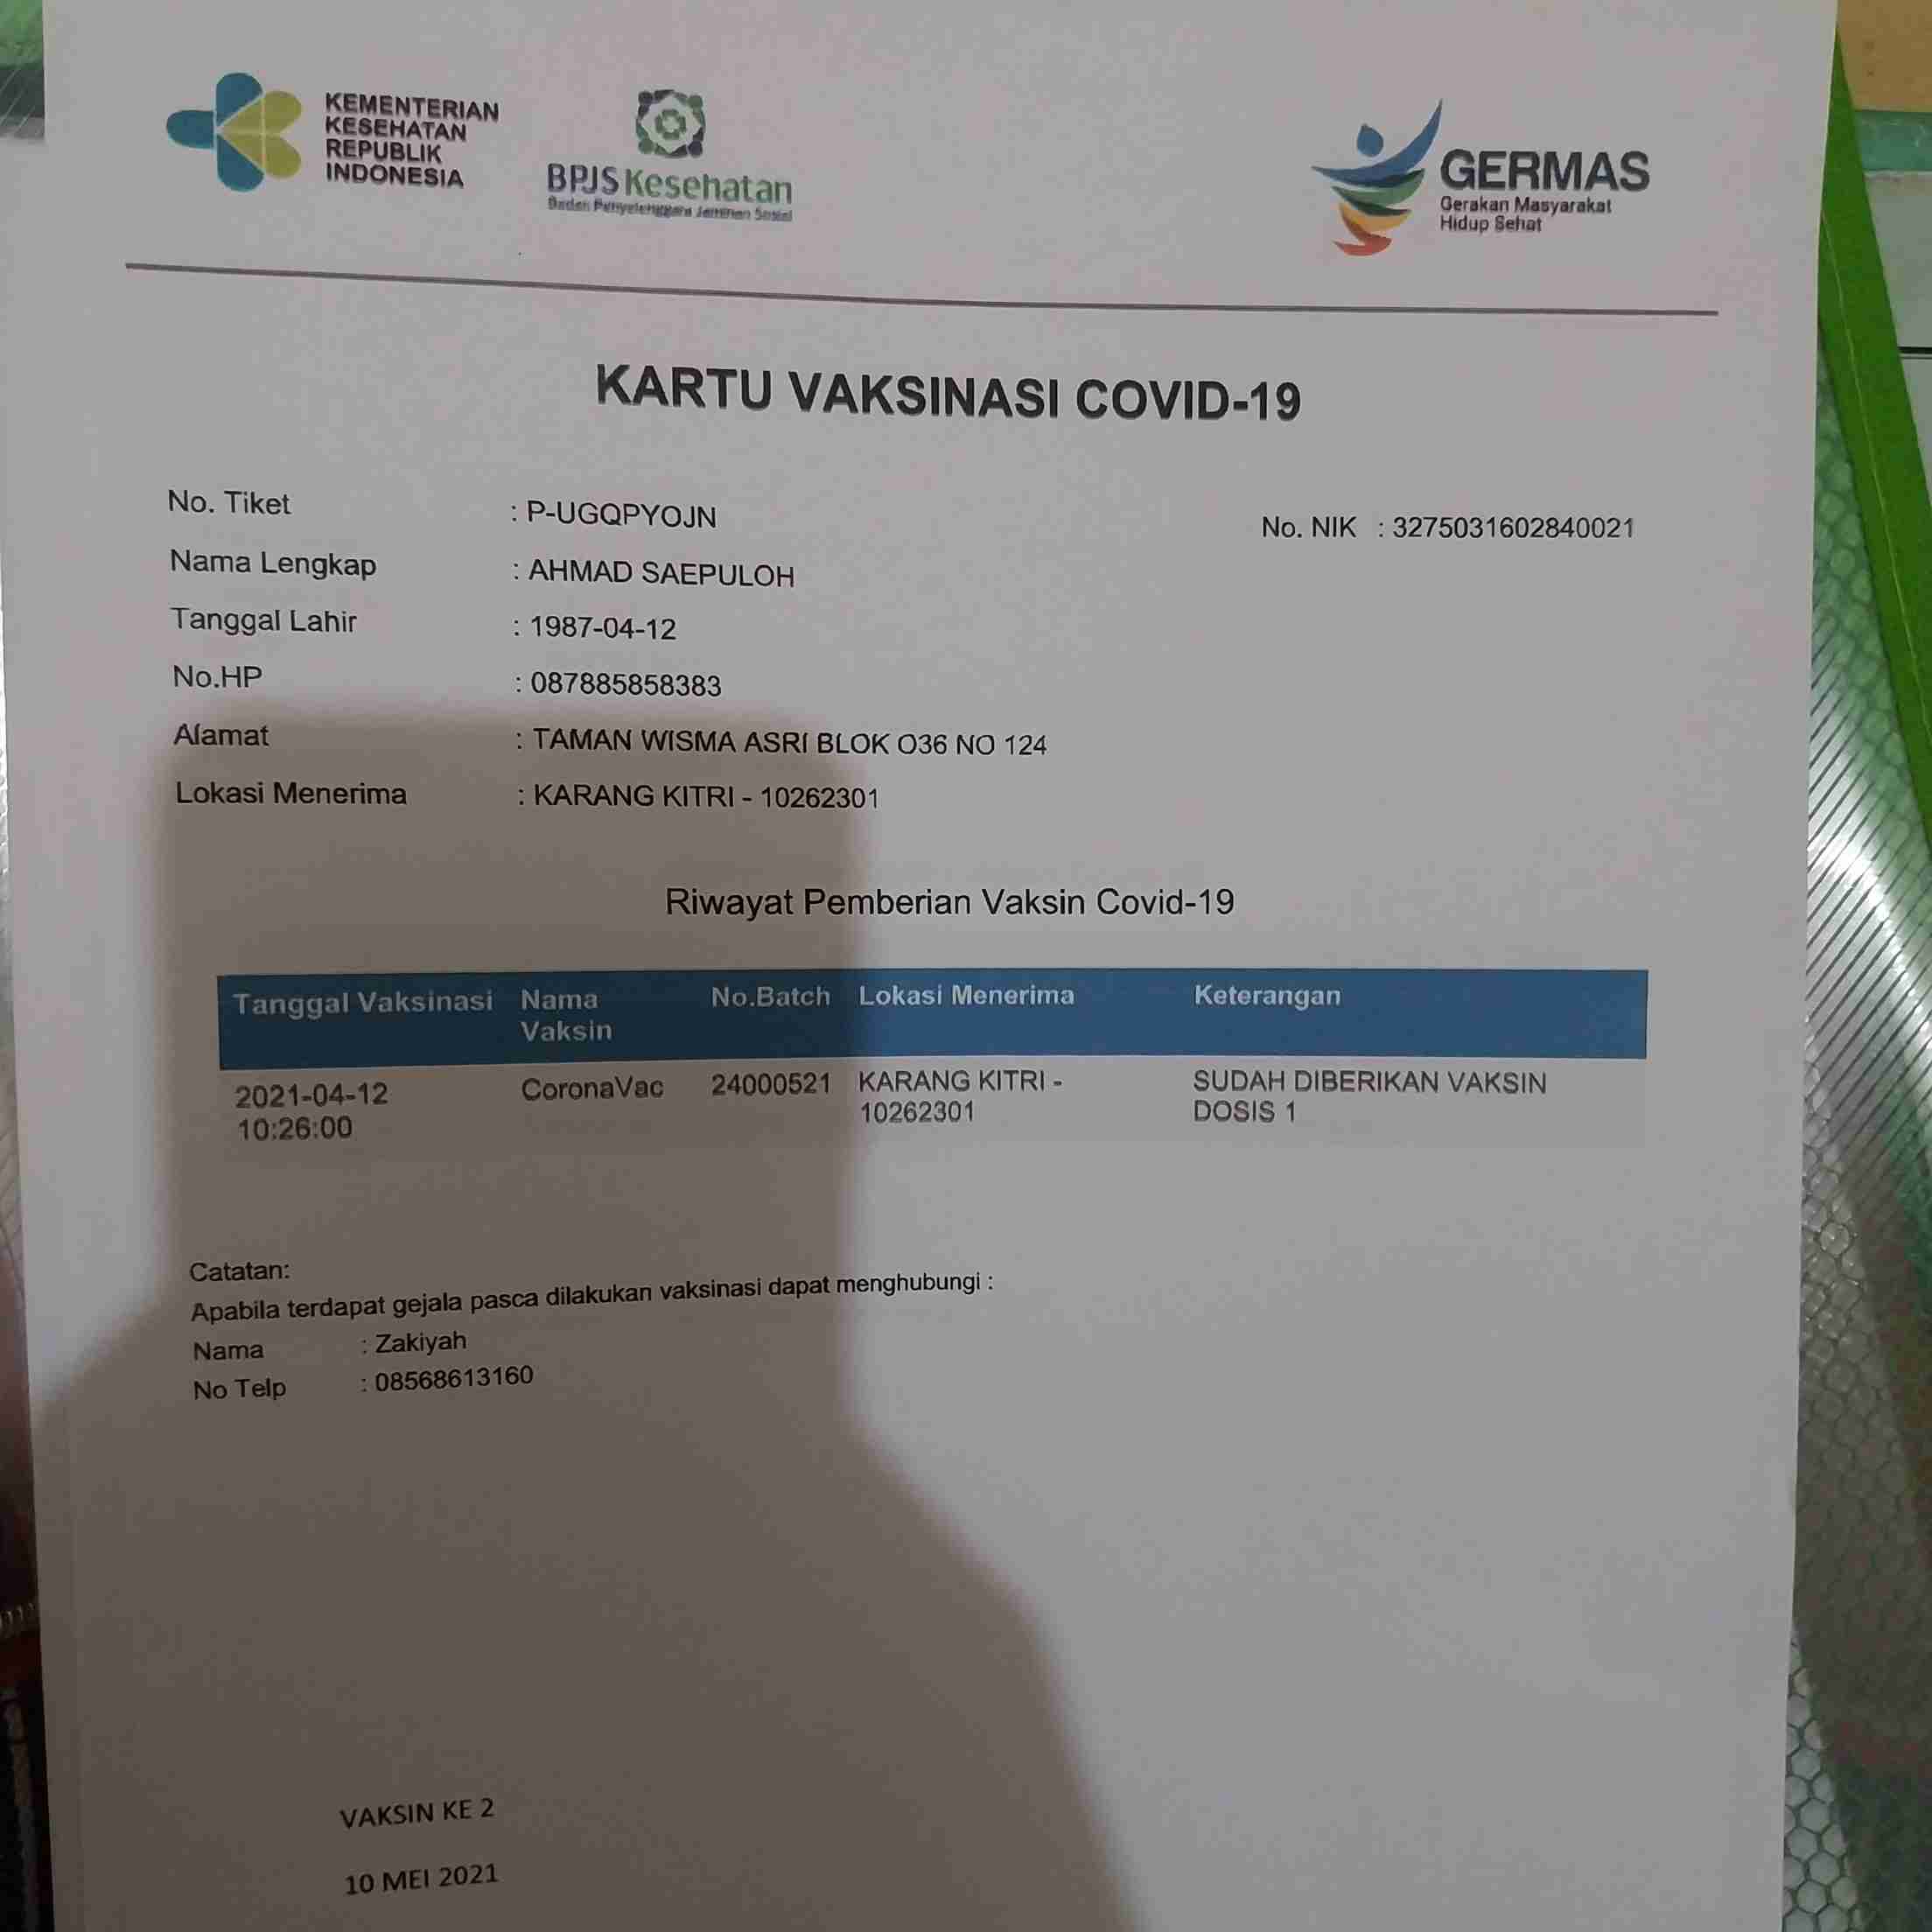 KEMENTERIAN
KESEHATAN
REPUBLIK
INDONESIA
BPJS Kesehatan
Badan Penyelenggara Jaminan Sosial
GERMAS
Gerakan Masyarakat
Hidup Sehat
KARTU VAKSINASI COVID-19
No. Tiket : P-UGQPYOJN No. NIK : 3275031602840021
Nama Lengkap : AHMAD SAEPULOH
Tanggal Lahir : 1987-04-12
No.HP : 087885858383
Alamat : TAMAN WISMA ASRI BLOK O36 NO 124
Lokasi Menerima : KARANG KITRI - 10262301
Riwayat Pemberian Vaksin Covid-19
Tanggal Vaksinasi Nama Vaksin No.Batch Lokasi Menerima Keterangan
2021-04-12 10:26:00 CoronaVac 24000521 KARANG KITRI - 10262301 SUDAH DIBERIKAN VAKSIN DOSIS 1
Catatan:
Apabila terdapat gejala pasca dilakukan vaksinasi dapat menghubungi :
Nama : Zakiyah
No Telp : 08568613160
VAKSIN KE 2
10 MEI 2021